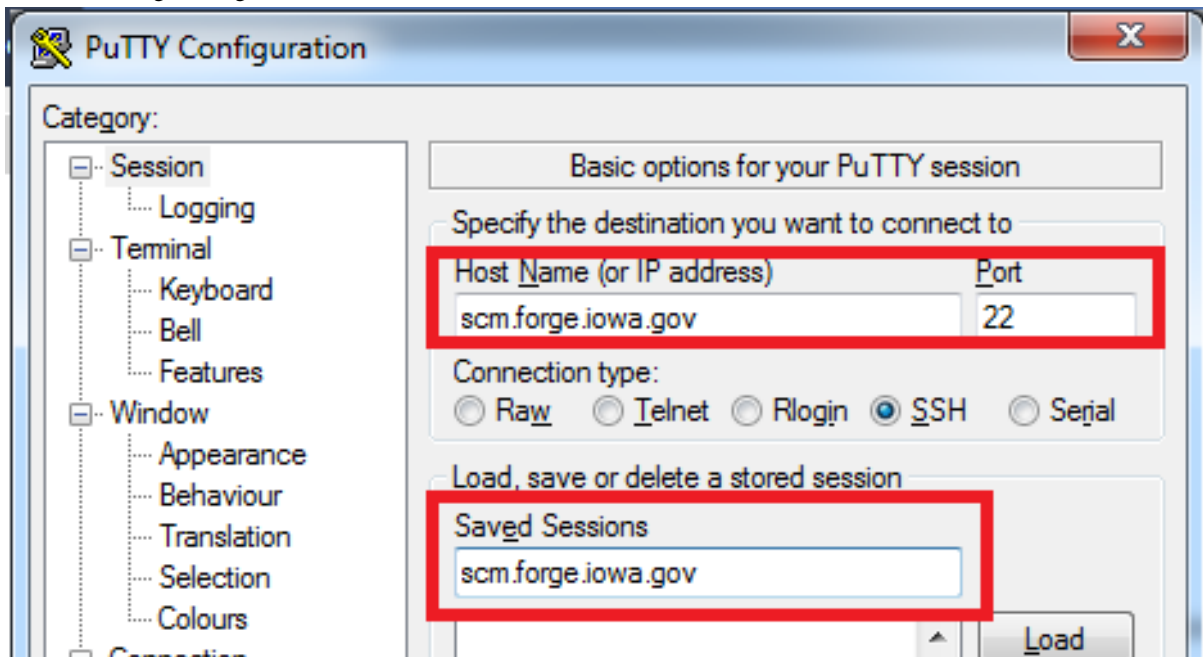 PuTTY Configuration
Category:
Session
Logging
Terminal
Keyboard
Bell
Features
Window
Appearance
Behaviour
Translation
Selection
Colours
Connection
Basic options for your PuTTY session
Specify the destination you want to connect to
Host Name (or IP address) Port
scm.forge.iowa.gov 22
Connection type:
Raw Telnet Rlogin SSH Serial
Load, save or delete a stored session
Saved Sessions
scm.forge.iowa.gov
Load